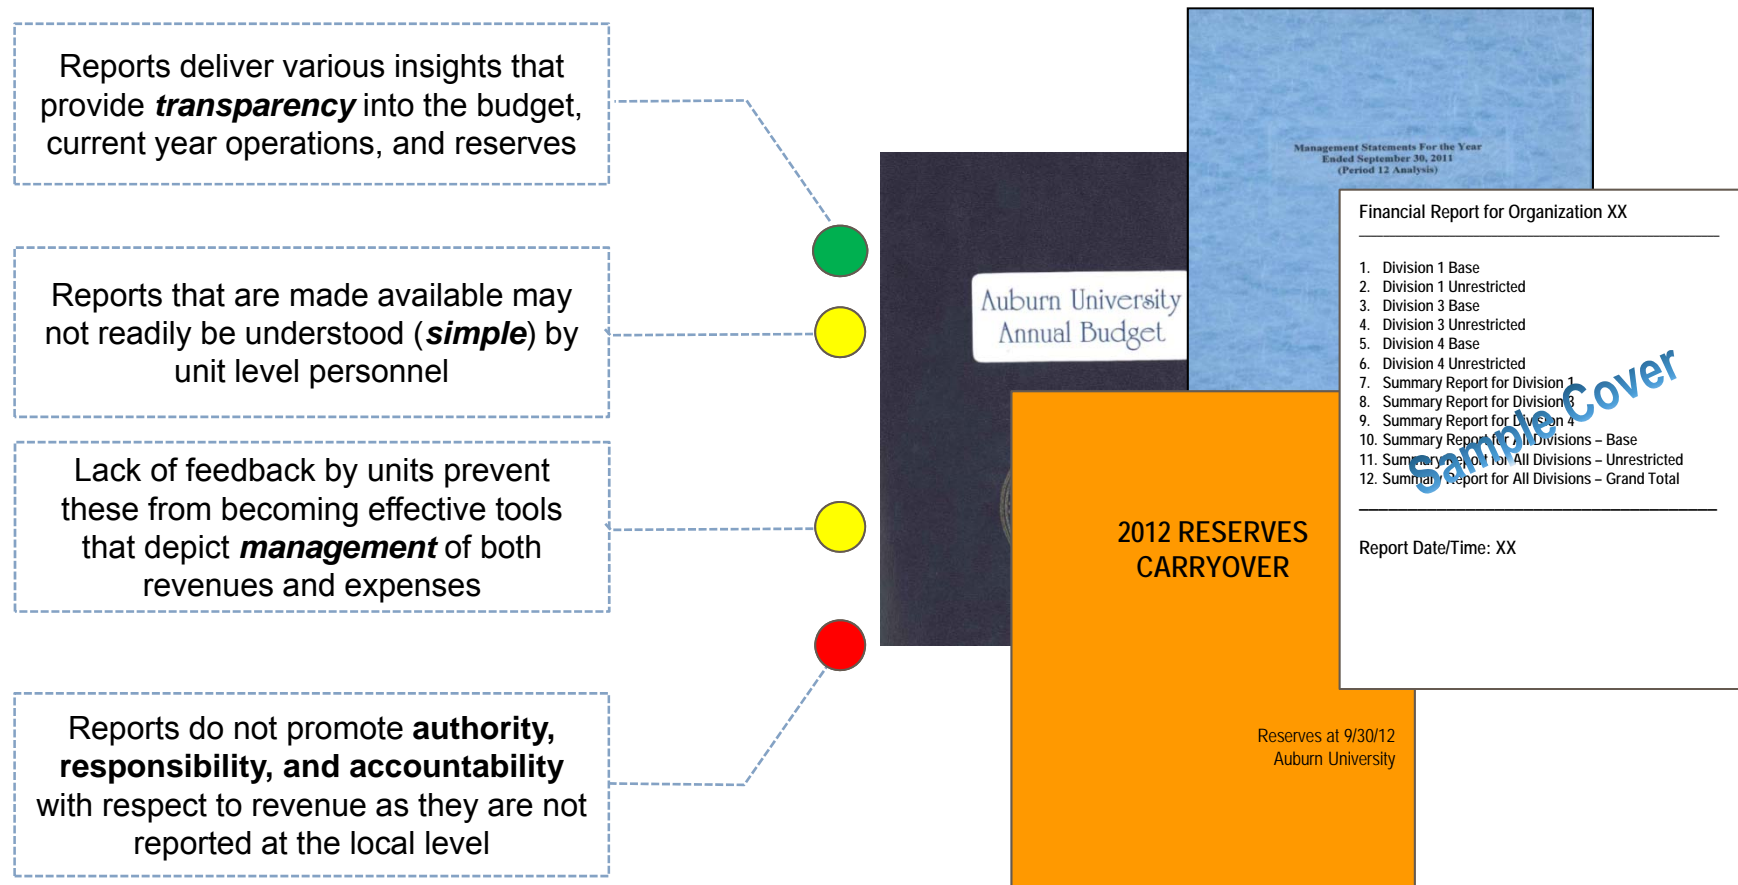 Reports deliver various insights that
provide transparency into the budget,
current year operations, and reserves
Reports that are made available may
not readily be understood (simple) by
unit level personnel
Lack of feedback by units prevent
these from becoming effective tools
that depict management of both
revenues and expenses
Reports do not promote authority,
responsibility, and accountability
with respect to revenue as they are not
reported at the local level
Auburn University
Annual Budget
Management Statements For the Year
Ended September 30, 2011
(Period 12 Analysis)
Financial Report for Organization XX
1. Division 1 Base
2. Division 1 Unrestricted
3. Division 3 Base
4. Division 3 Unrestricted
5. Division 4 Base
6. Division 4 Unrestricted
7. Summary Report for Division 1
8. Summary Report for Division 3
9. Summary Report for Division 4
10. Summary Report for All Divisions – Base
11. Summary Report for All Divisions – Unrestricted
12. Summary Report for All Divisions – Grand Total
Sample Cover
Report Date/Time: XX
2012 RESERVES
CARRYOVER
Reserves at 9/30/12
Auburn University